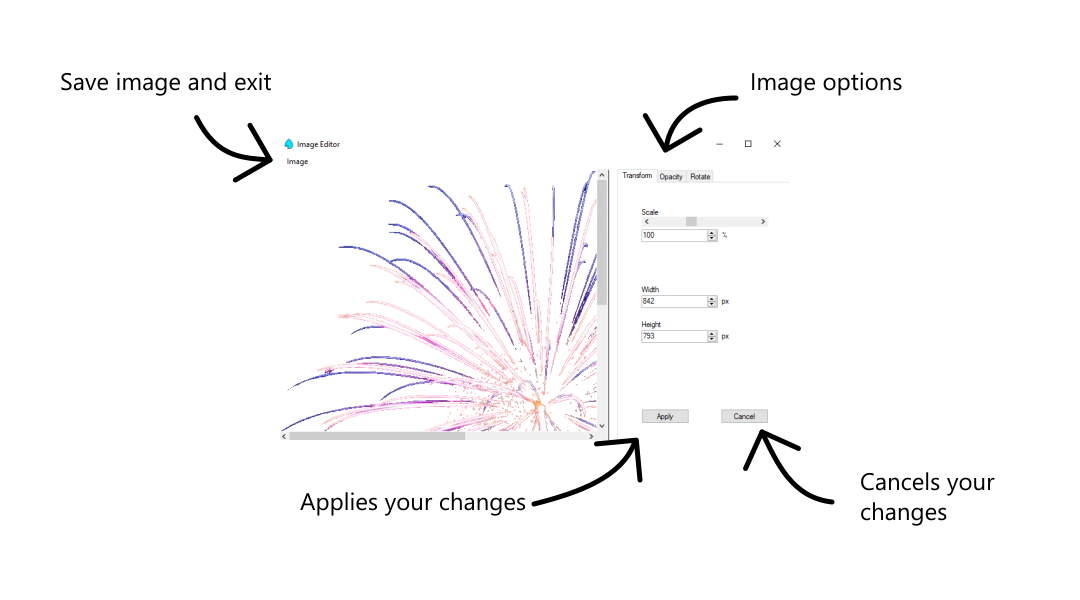 Save image and exit
Image options
Image Editor
Image
Transform Opacity Rotate
Scale
100 %
Width
842 px
Height
793 px
Apply Cancel
Applies your changes
Cancels your
changes